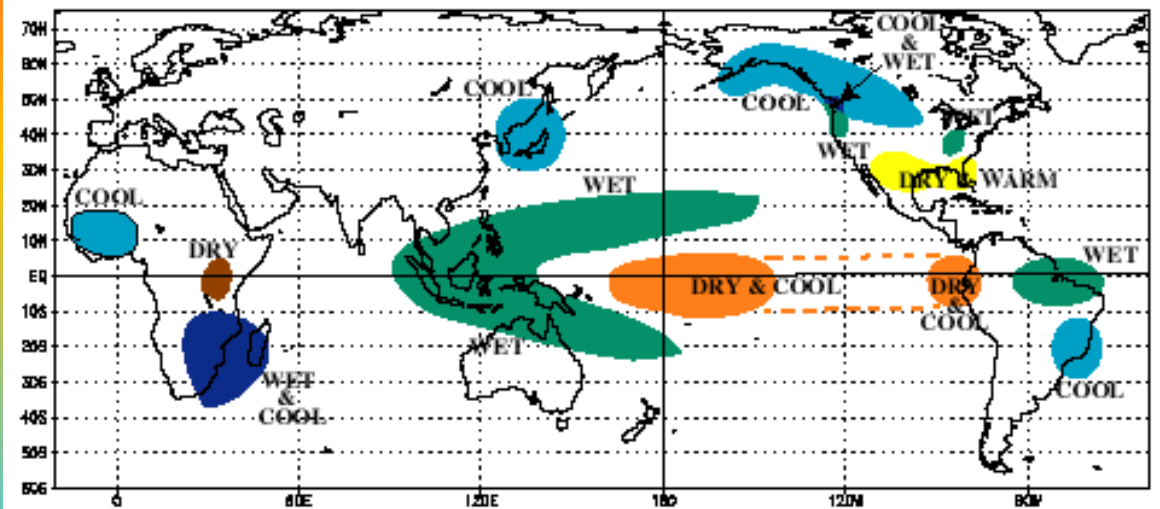 COOL
&
WET
70N
60N
COOL
50N
COOL
WET
40N
WET
30N
DRY & WARM
WET
COOL
20N
10N
DRY
WET
EQ
DRY & COOL
DRY
&
COOL
10S
20S
WET
30S
WET
&
COOL
COOL
40S
50S
60S
0
60E
120E
180
120W
60W